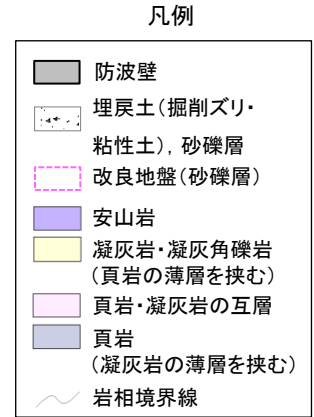 凡例
防波壁
埋戻土(掘削ズリ・
粘性土),砂礫層
改良地盤(砂礫層)
安山岩
凝灰岩・凝灰角礫岩
(頁岩の薄層を挟む)
頁岩・凝灰岩の互層
頁岩
(凝灰岩の薄層を挟む)
岩相境界線